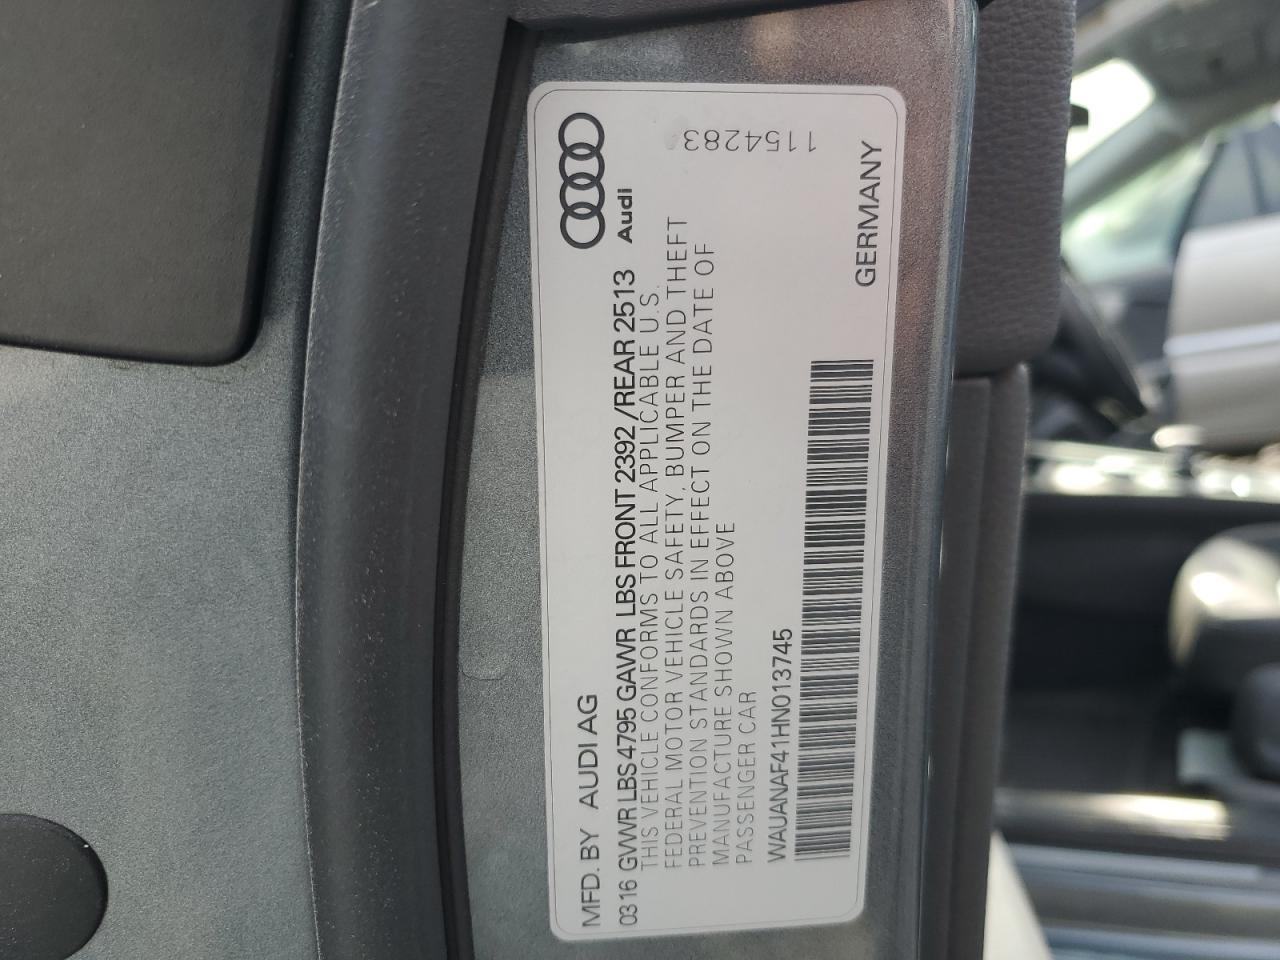 MFD. BY AUDI AG
0316 GVWR LBS 4795 GAWR LBS FRONT 2392 /REAR 2513
THIS VEHICLE CONFORMS TO ALL APPLICABLE U.S.
FEDERAL MOTOR VEHICLE SAFETY, BUMPER AND THEFT
PREVENTION STANDARDS IN EFFECT ON THE DATE OF
MANUFACTURE SHOWN ABOVE
PASSENGER CAR
WAUANAF41HN013745
Audi
1154283
GERMANY